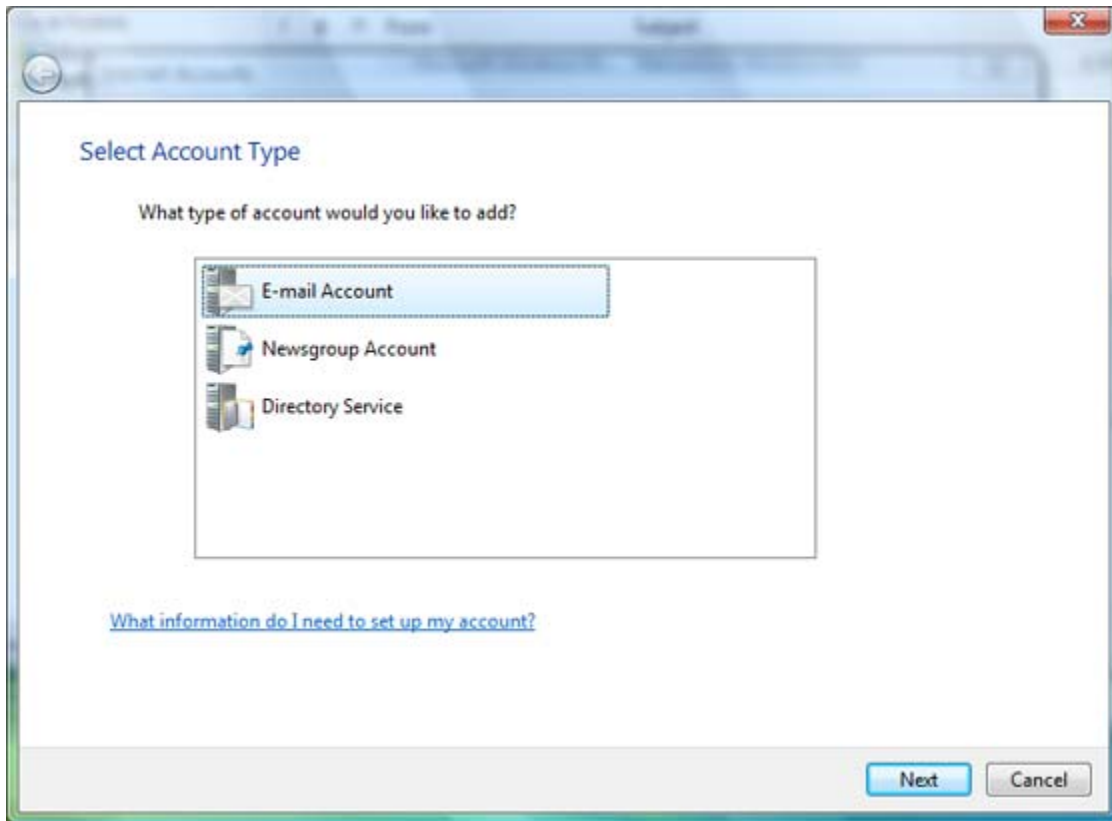 Select Account Type
What type of account would you like to add?
E-mail Account
Newsgroup Account
Directory Service
What information do I need to set up my account?
Next
Cancel